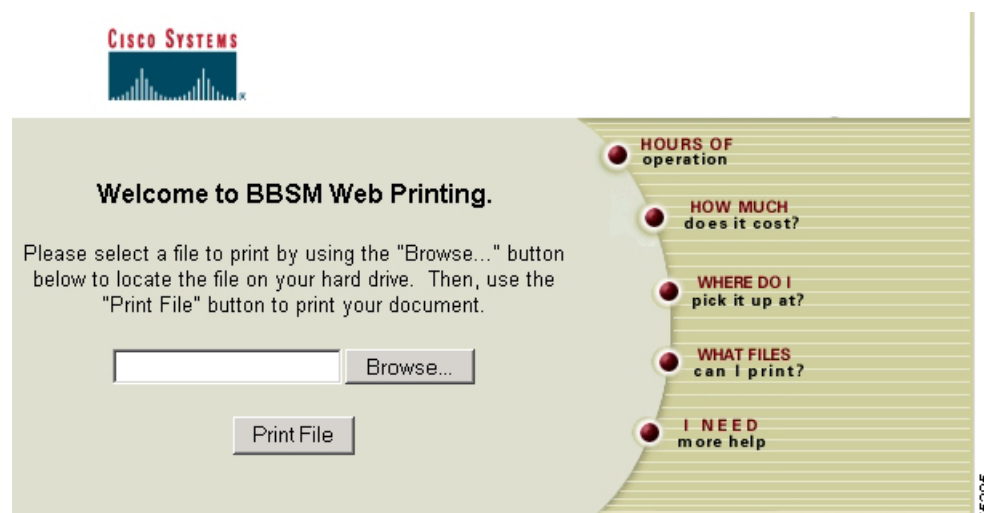 CISCO SYSTEMS
®
Welcome to BBSM Web Printing.
Please select a file to print by using the "Browse..." button
below to locate the file on your hard drive. Then, use the
"Print File" button to print your document.
Browse...
Print File
HOURS OF
operation
HOW MUCH
does it cost?
WHERE DO I
pick it up at?
WHAT FILES
can I print?
I NEED
more help